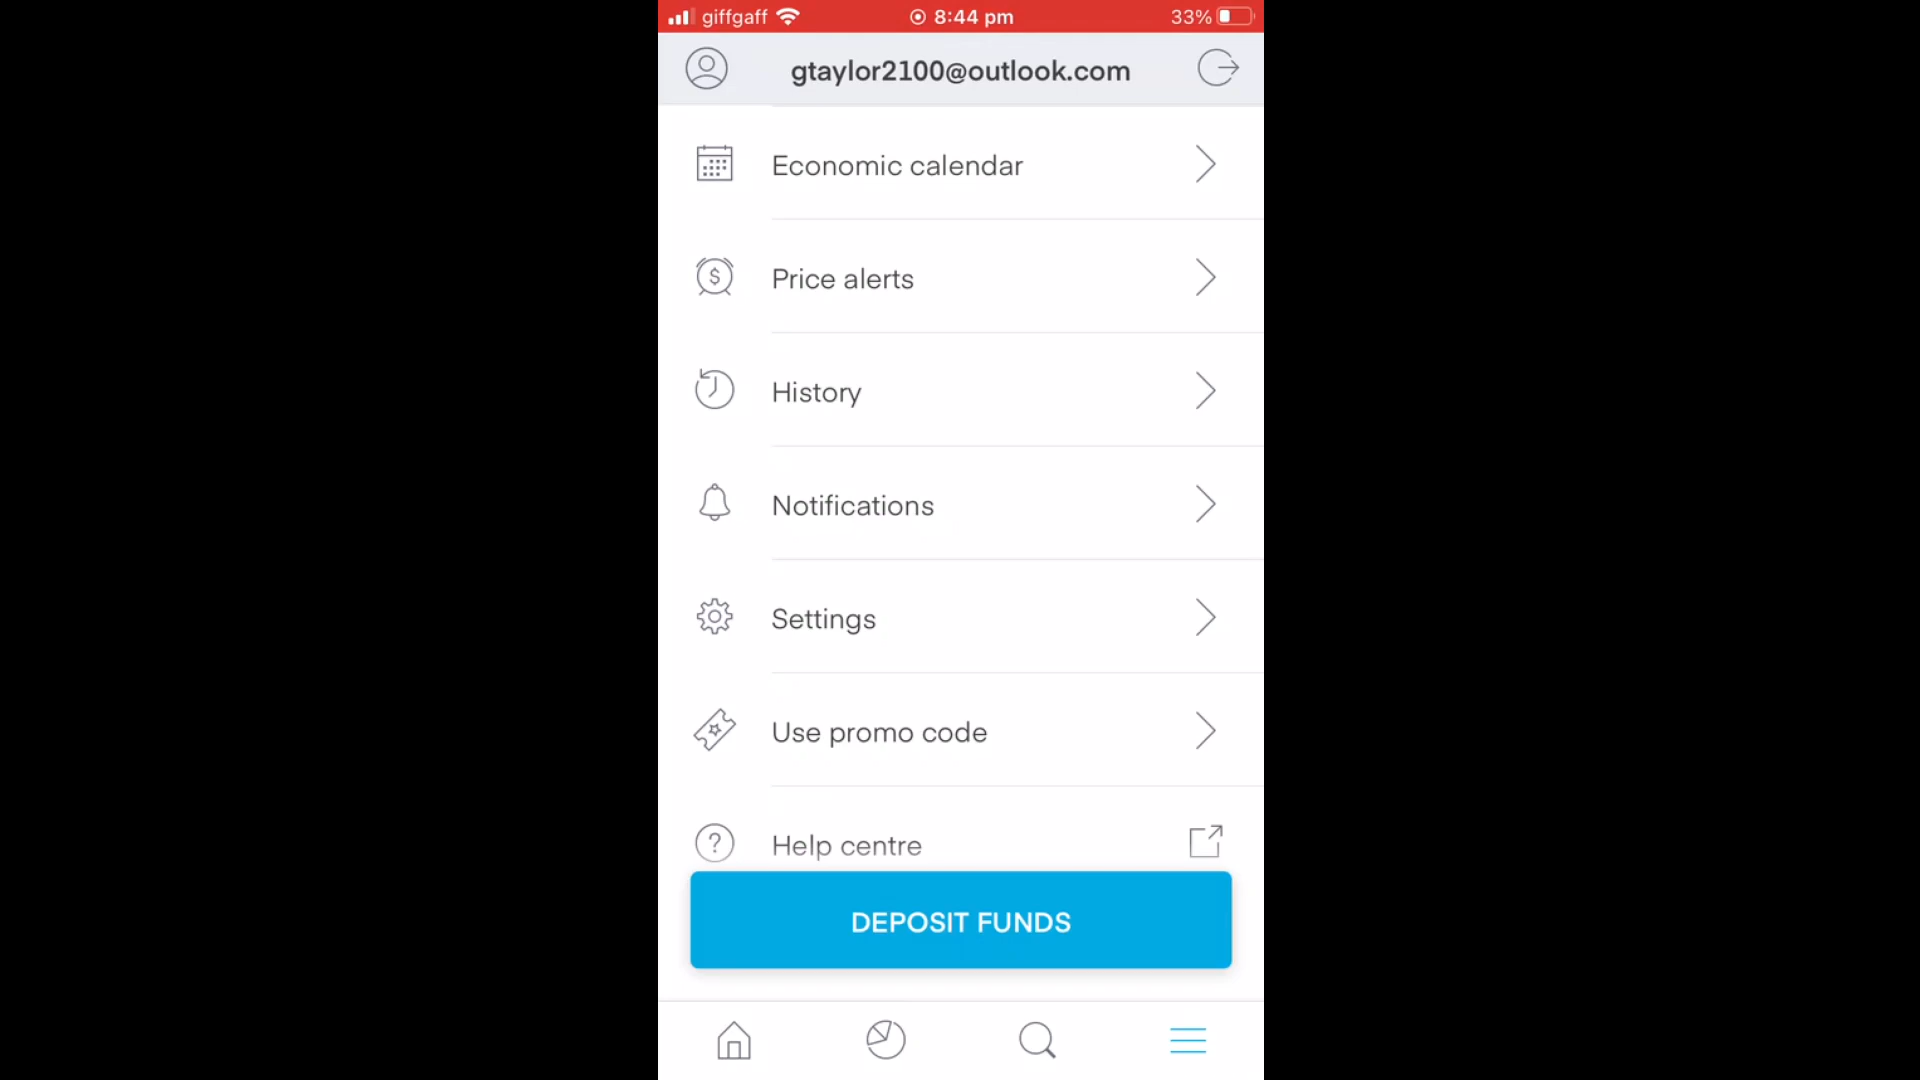 giffgaff 8:44 pm 33%
gtaylor2100@outlook.com
Economic calendar
$
Price alerts
History
Notifications
Settings
Use promo code
?
Help centre
DEPOSIT FUNDS